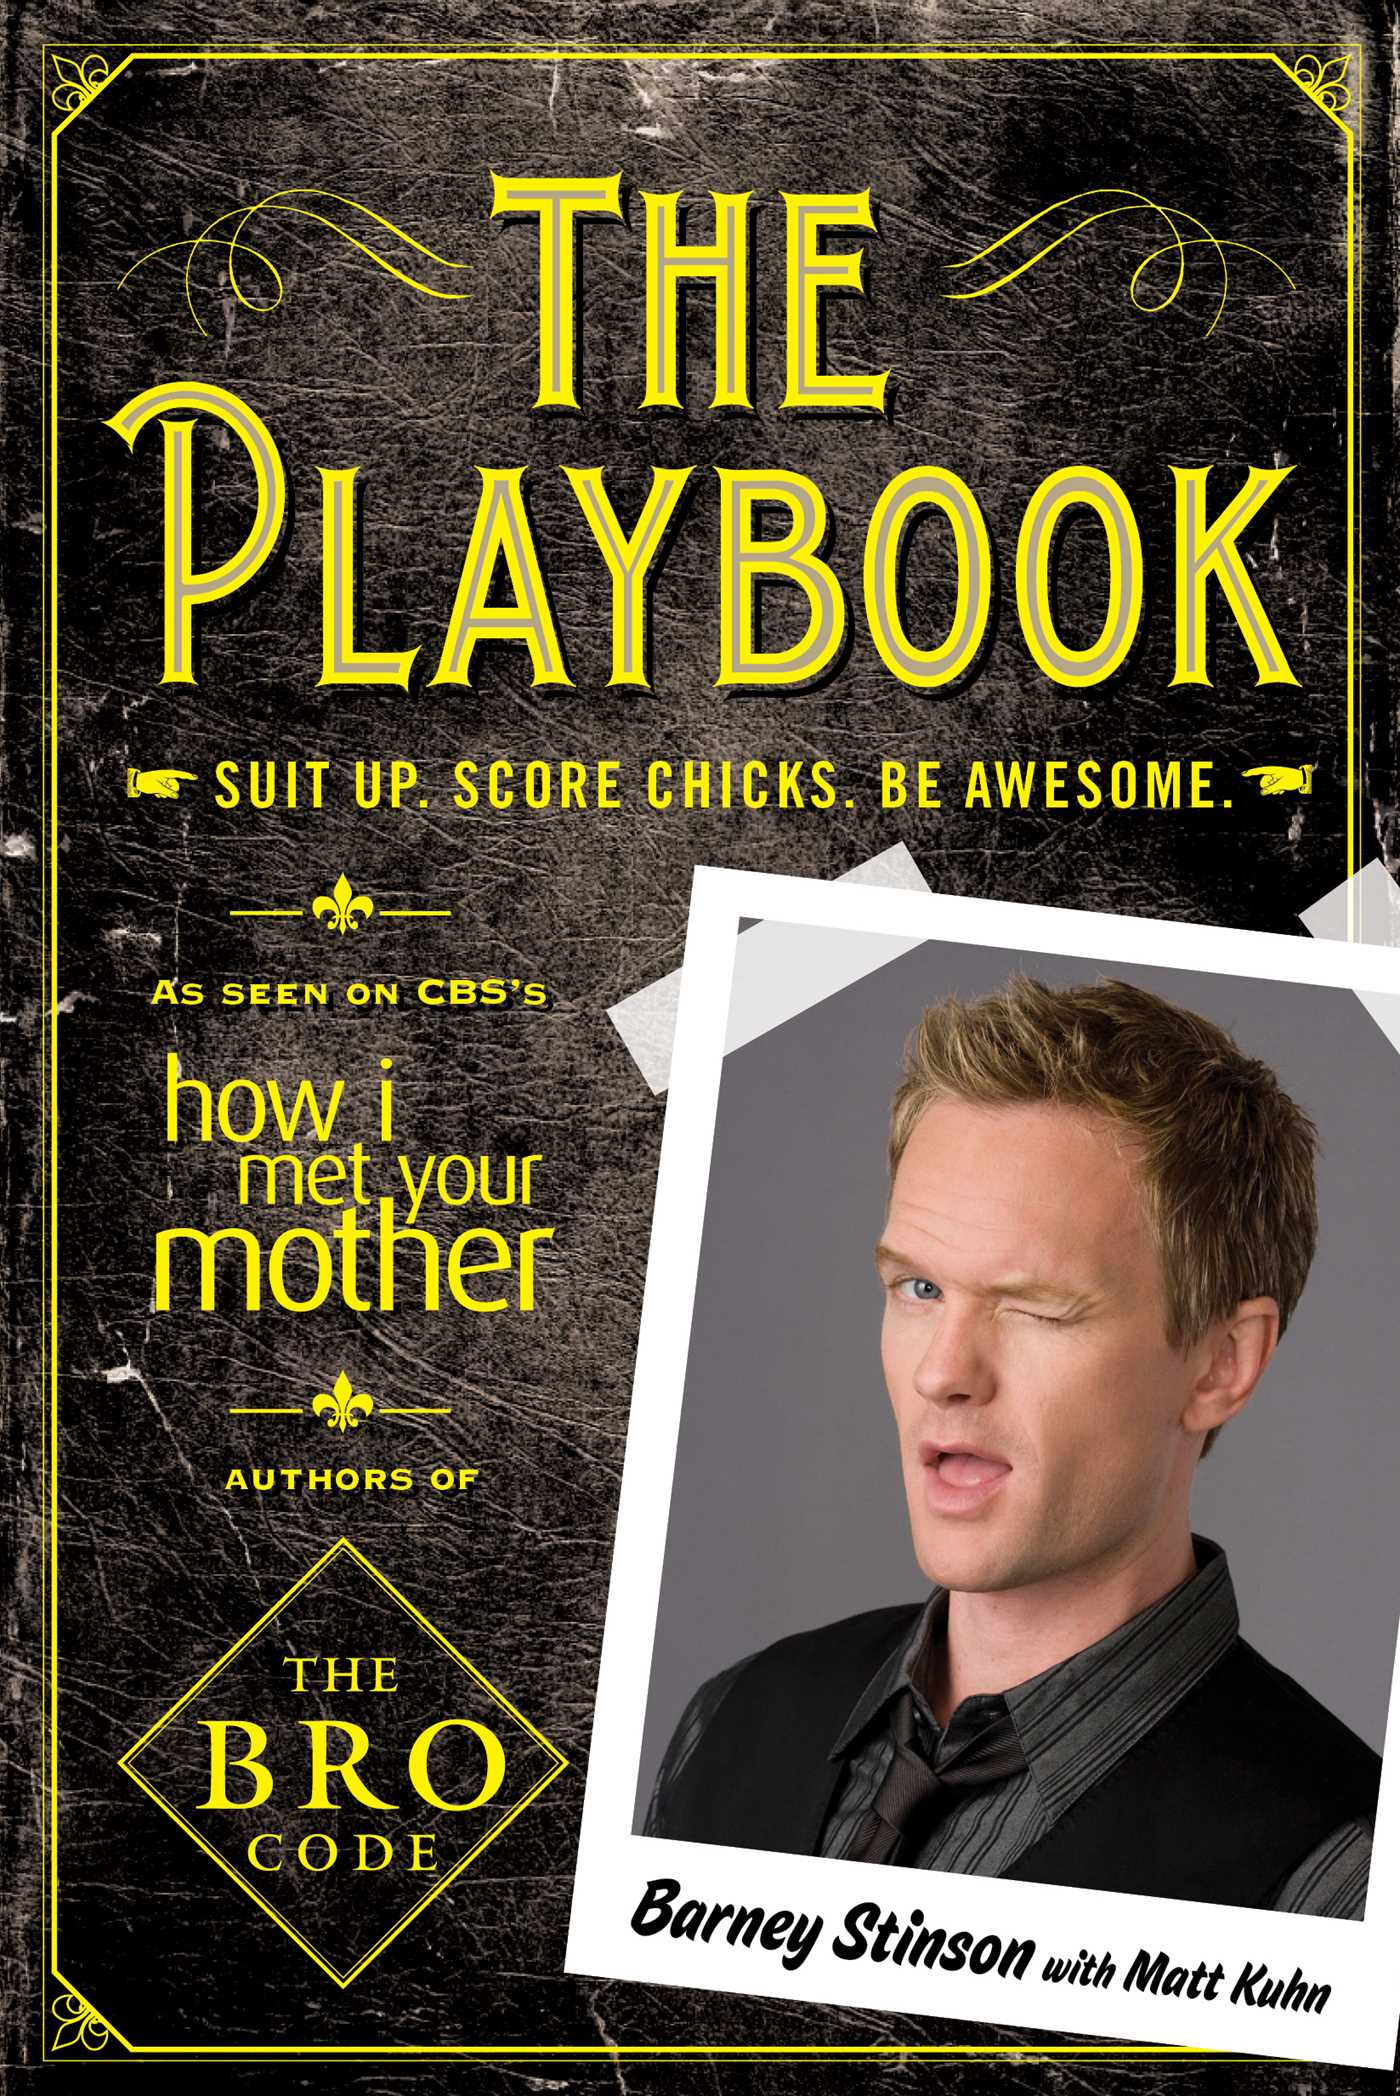 THE
PLAYBOOK
SUIT UP. SCORE CHICKS. BE AWESOME.
AS SEEN ON CBS'S
how i
met your
mother
AUTHORS OF
THE
BRO
CODE
Barney Stinson with Matt Kuhn